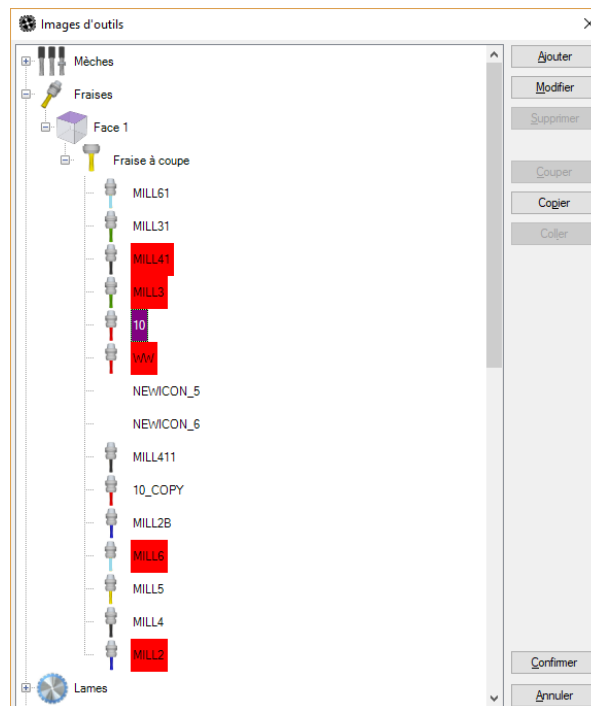 Images d'outils
Mèches
Fraises
Face 1
Fraise à coupe
MILL61
MILL31
MILL41
MILL3
10
WW
NEWICON_5
NEWICON_6
MILL411
10_COPY
MILL2B
MILL6
MILL5
MILL4
MILL2
Lames
Ajouter
Modifier
Supprimer
Couper
Copier
Coller
Confirmer
Annuler